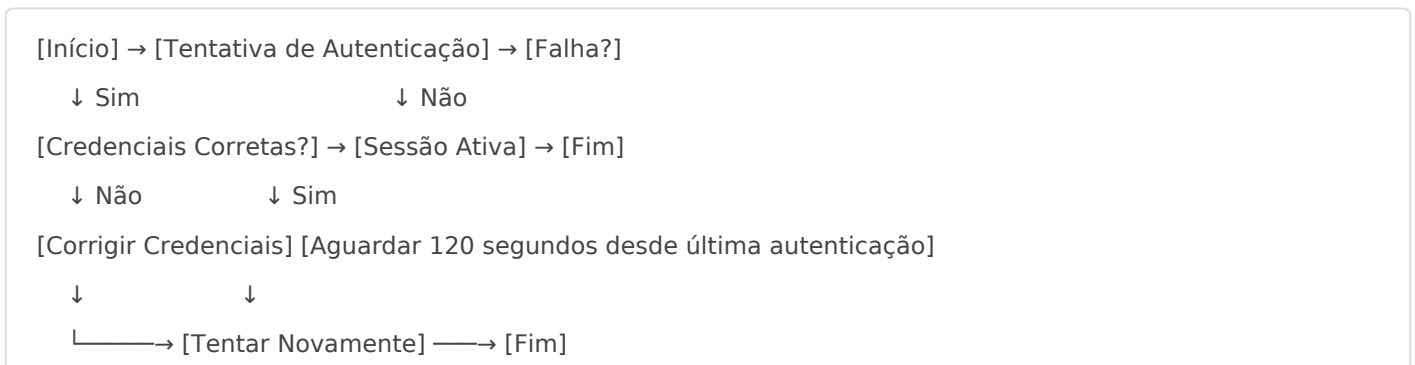 [Início] → [Tentativa de Autenticação] → [Falha?]
↓ Sim ↓ Não
[Credenciais Corretas?] → [Sessão Ativa] → [Fim]
↓ Não ↓ Sim
[Corrigir Credenciais] [Aguardar 120 segundos desde última autenticação]
↓ ↓
└────→ [Tentar Novamente] ───→ [Fim]